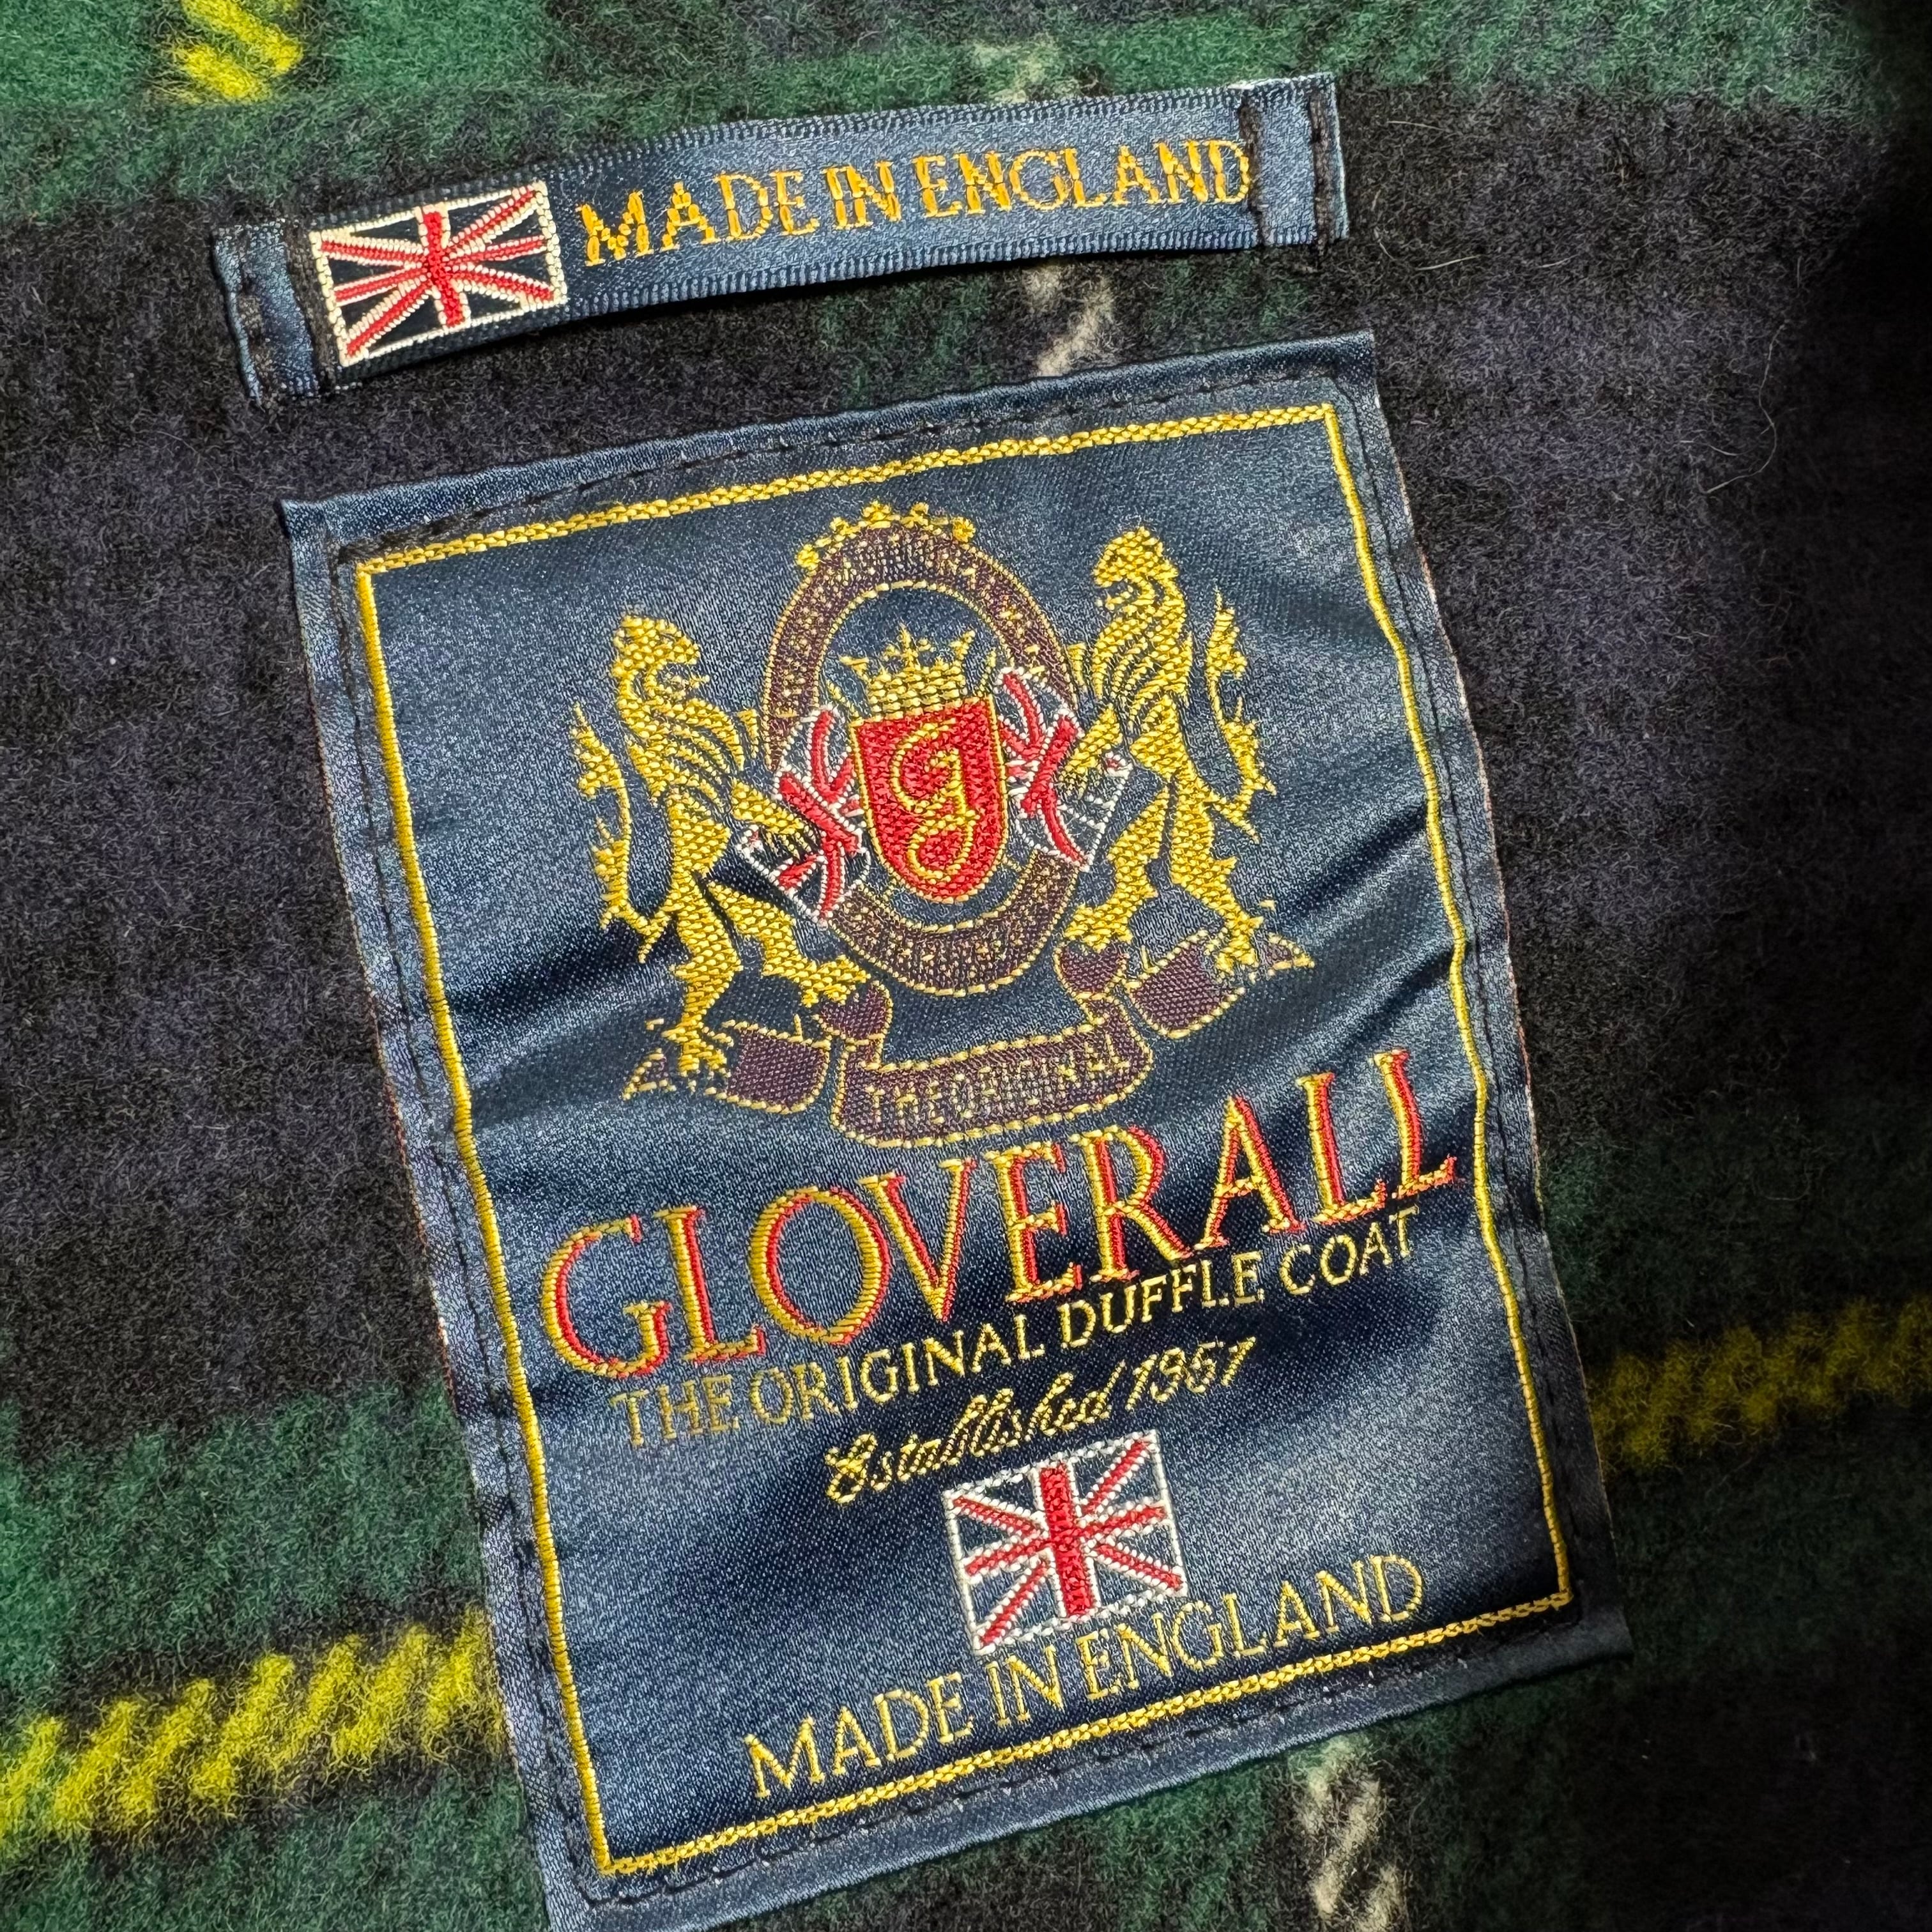 MADE IN ENGLAND
g
THE ORIGINAL
GLOVERALL
THE ORIGINAL DUFFLE COAT
Established 1951
MADE IN ENGLAND